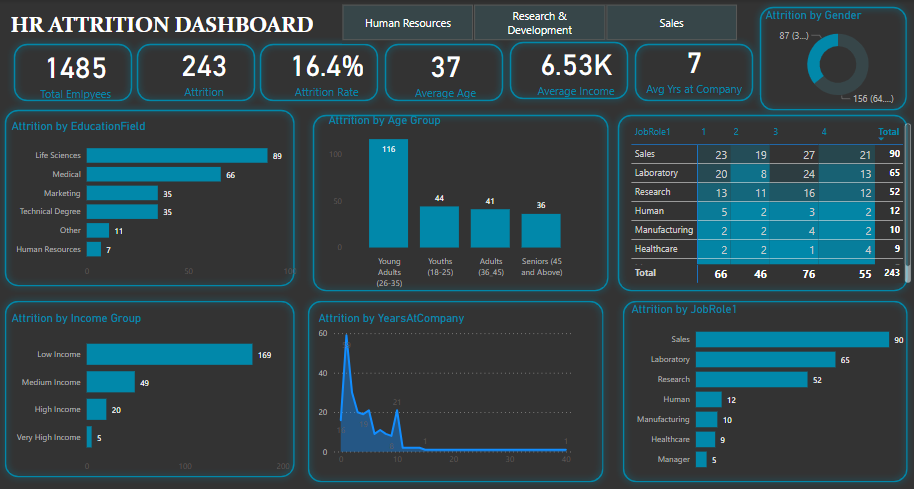 HR ATTRITION DASHBOARD
Human Resources
Research &
Development
Sales
1485
Total Emlpyees
243
Attrition
16.4%
Attrition Rate
37
Average Age
6.53K
Average Income
7
Avg Yrs at Company
Attrition by Gender
87 (3...)
156 (64....)
Attrition by EducationField
Life Sciences 89
Medical 66
Marketing 35
Technical Degree 35
Other 11
Human Resources 7
0 50 100
Attrition by Age Group
100
50
0
116 44 41 36
Young Adults (26-35)
Youths (18-25)
Adults (36_45)
Seniors (45 and Above)
JobRole1 1 2 3 4 Total
Sales 23 19 27 21 90
Laboratory 20 8 24 13 65
Research 13 11 16 12 52
Human 5 2 3 2 12
Manufacturing 2 2 4 2 10
Healthcare 2 2 1 4 9
Total 66 46 76 55 243
Attrition by Income Group
Low Income 169
Medium Income 49
High Income 20
Very High Income 5
0 100 200
Attrition by YearsAtCompany
60
40
20
0
21 1 1
0 10 20 30 40
Attrition by JobRole1
Sales 90
Laboratory 65
Research 52
Human 12
Manufacturing 10
Healthcare 9
Manager 5